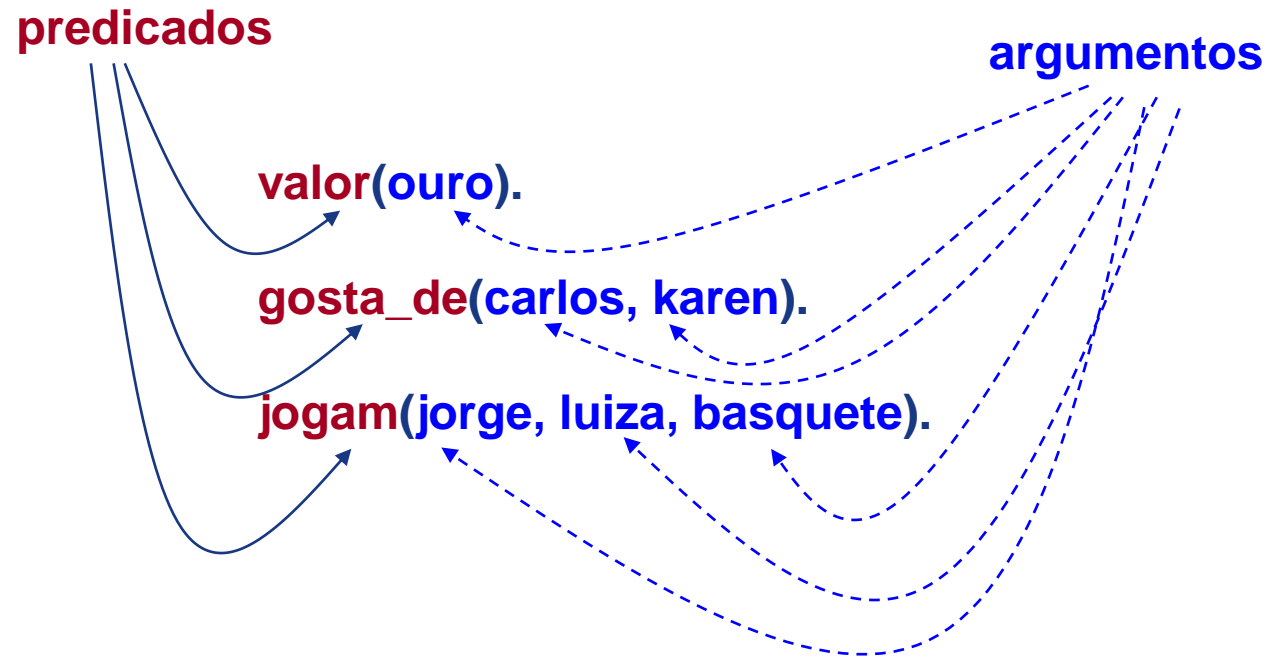 predicados
argumentos
valor(ouro).
gosta_de(carlos, karen).
jogam(jorge, luiza, basquete).